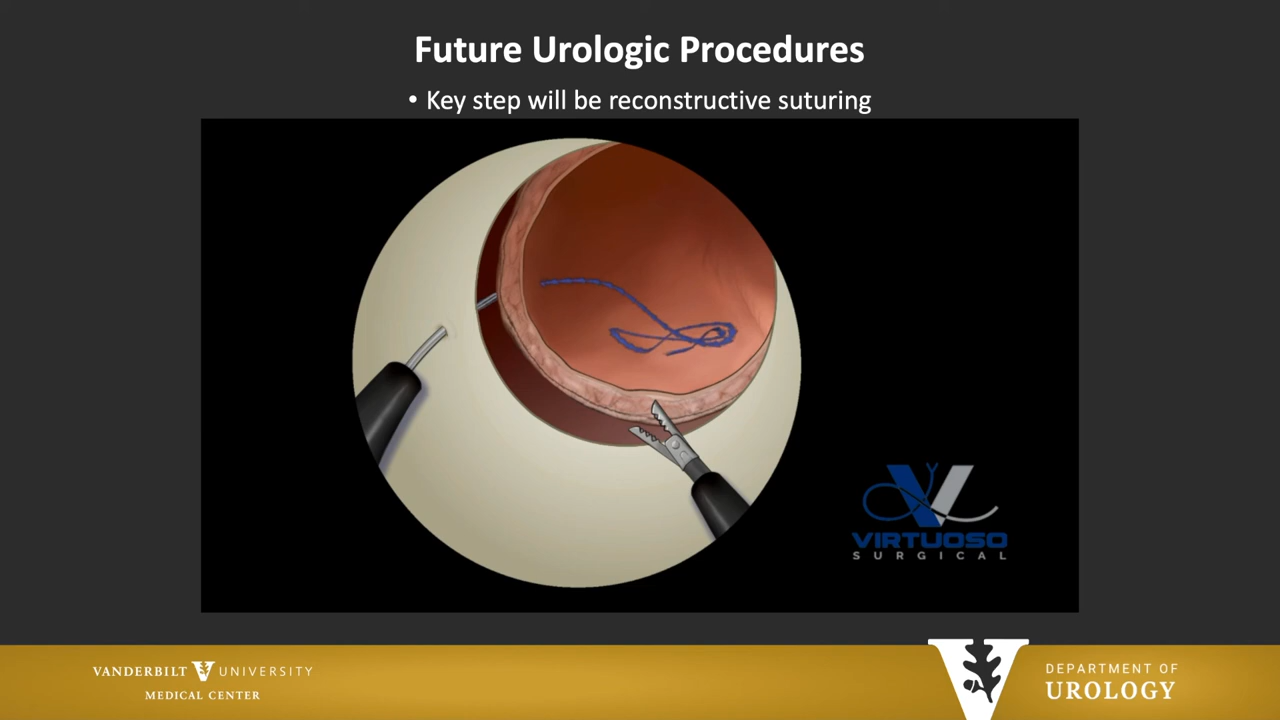 Future Urologic Procedures
• Key step will be reconstructive suturing
VIRTUOSO
SURGICAL
VANDERBILT V UNIVERSITY
MEDICAL CENTER
DEPARTMENT OF
UROLOGY